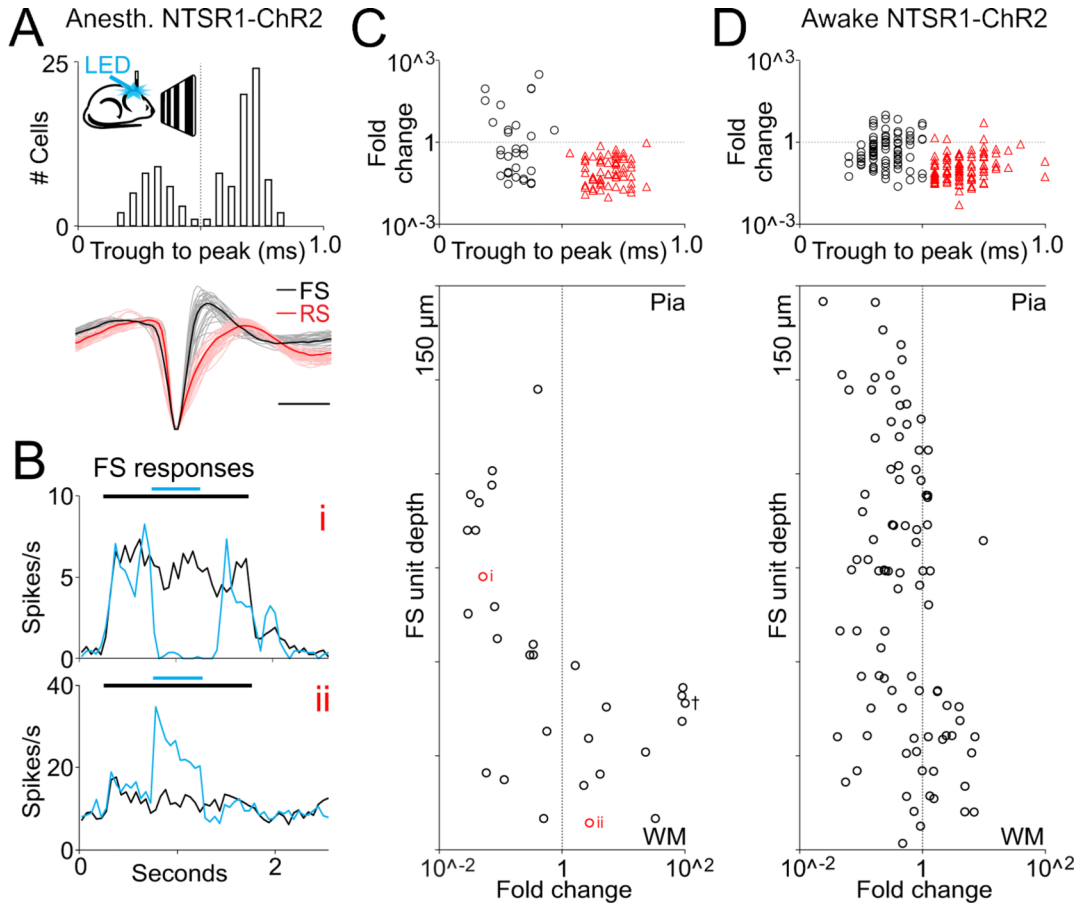 A
Anesth. NTSR1-ChR2
25
LED
# Cells
0
0
1.0
Trough to peak (ms)
FS
RS
B
FS responses
10
i
Spikes/s
5
0
40
ii
Spikes/s
20
0
0
1
2
Seconds
C
10^3
Fold
change
1
10^-3
0
1.0
Trough to peak (ms)
150 µm
Pia
FS unit depth
i
†
ii
WM
10^-2
1
10^2
Fold change
D
Awake NTSR1-ChR2
10^3
Fold
change
1
10^-3
0
1.0
Trough to peak (ms)
150 µm
Pia
FS unit depth
WM
10^-2
1
10^2
Fold change